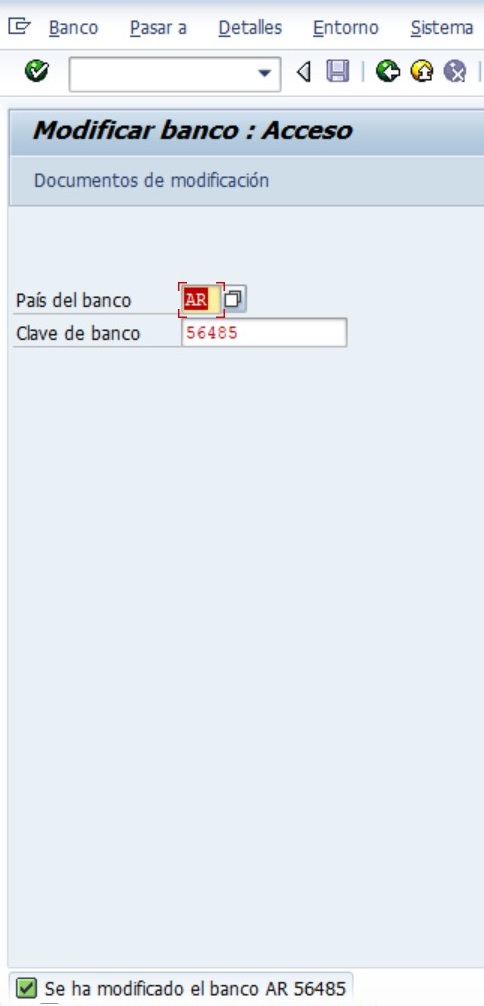 Banco Pasar a Detalles Entorno Sistema
Modificar banco : Acceso
Documentos de modificación
País del banco AR
Clave de banco 56485
Se ha modificado el banco AR 56485